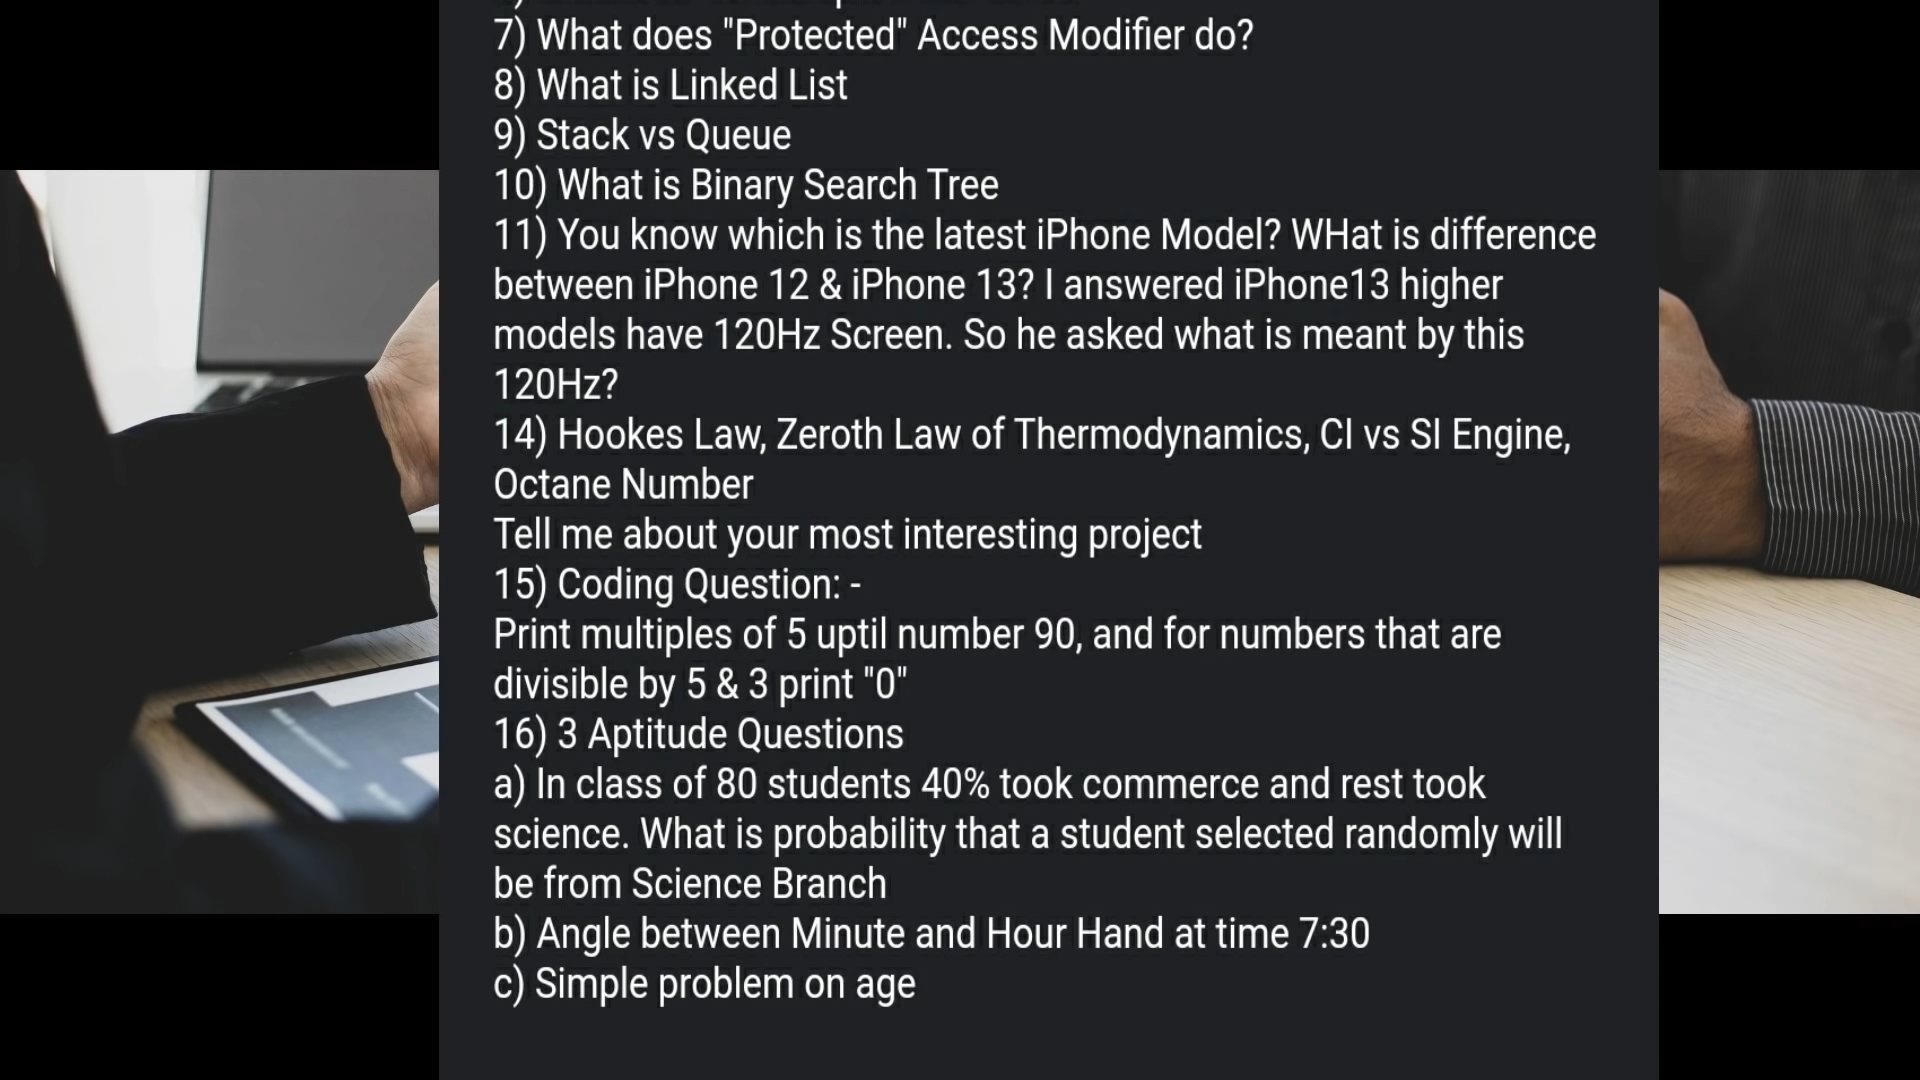 7) What does "Protected" Access Modifier do?
8) What is Linked List
9) Stack vs Queue
10) What is Binary Search Tree
11) You know which is the latest iPhone Model? WHat is difference
between iPhone 12 & iPhone 13? I answered iPhone13 higher
models have 120Hz Screen. So he asked what is meant by this
120Hz?
14) Hookes Law, Zeroth Law of Thermodynamics, CI vs SI Engine,
Octane Number
Tell me about your most interesting project
15) Coding Question: -
Print multiples of 5 uptil number 90, and for numbers that are
divisible by 5 & 3 print "0"
16) 3 Aptitude Questions
a) In class of 80 students 40% took commerce and rest took
science. What is probability that a student selected randomly will
be from Science Branch
b) Angle between Minute and Hour Hand at time 7:30
c) Simple problem on age